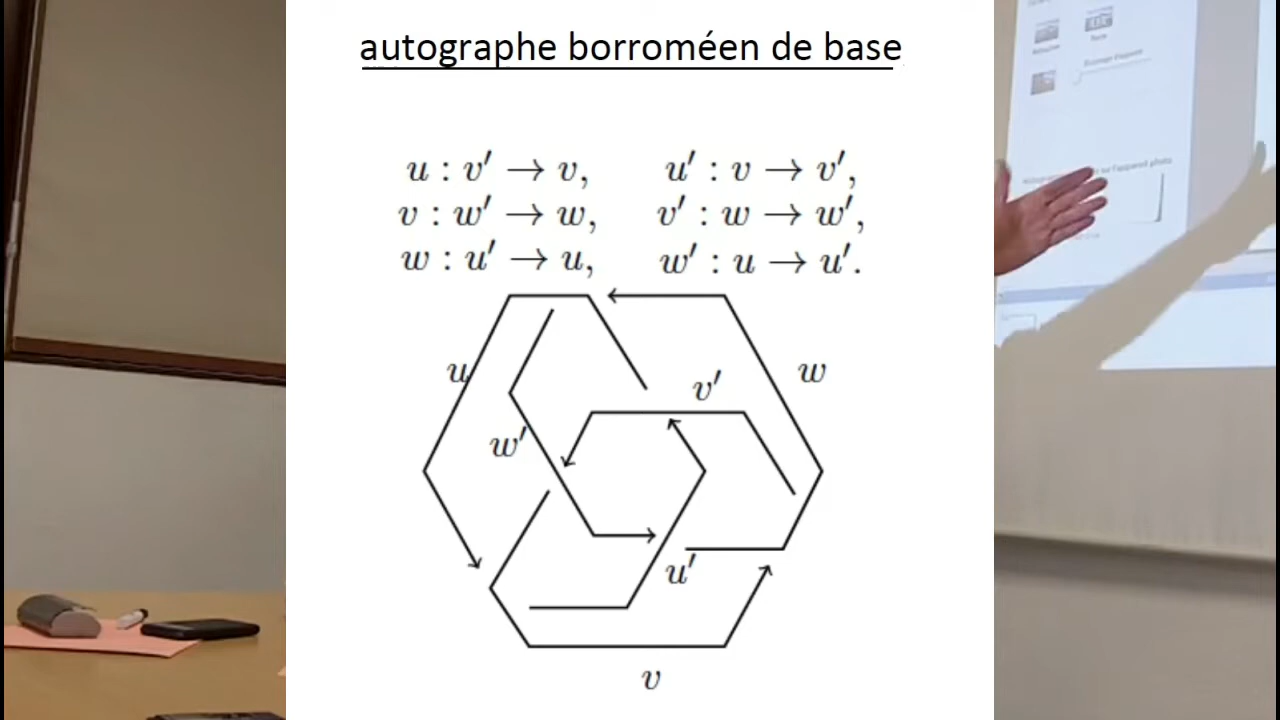 autographe borroméen de base
u : v′ → v, u′ : v → v′,
v : w′ → w, v′ : w → w′,
w : u′ → u, w′ : u → u′.
u
w
v′
w′
u′
v